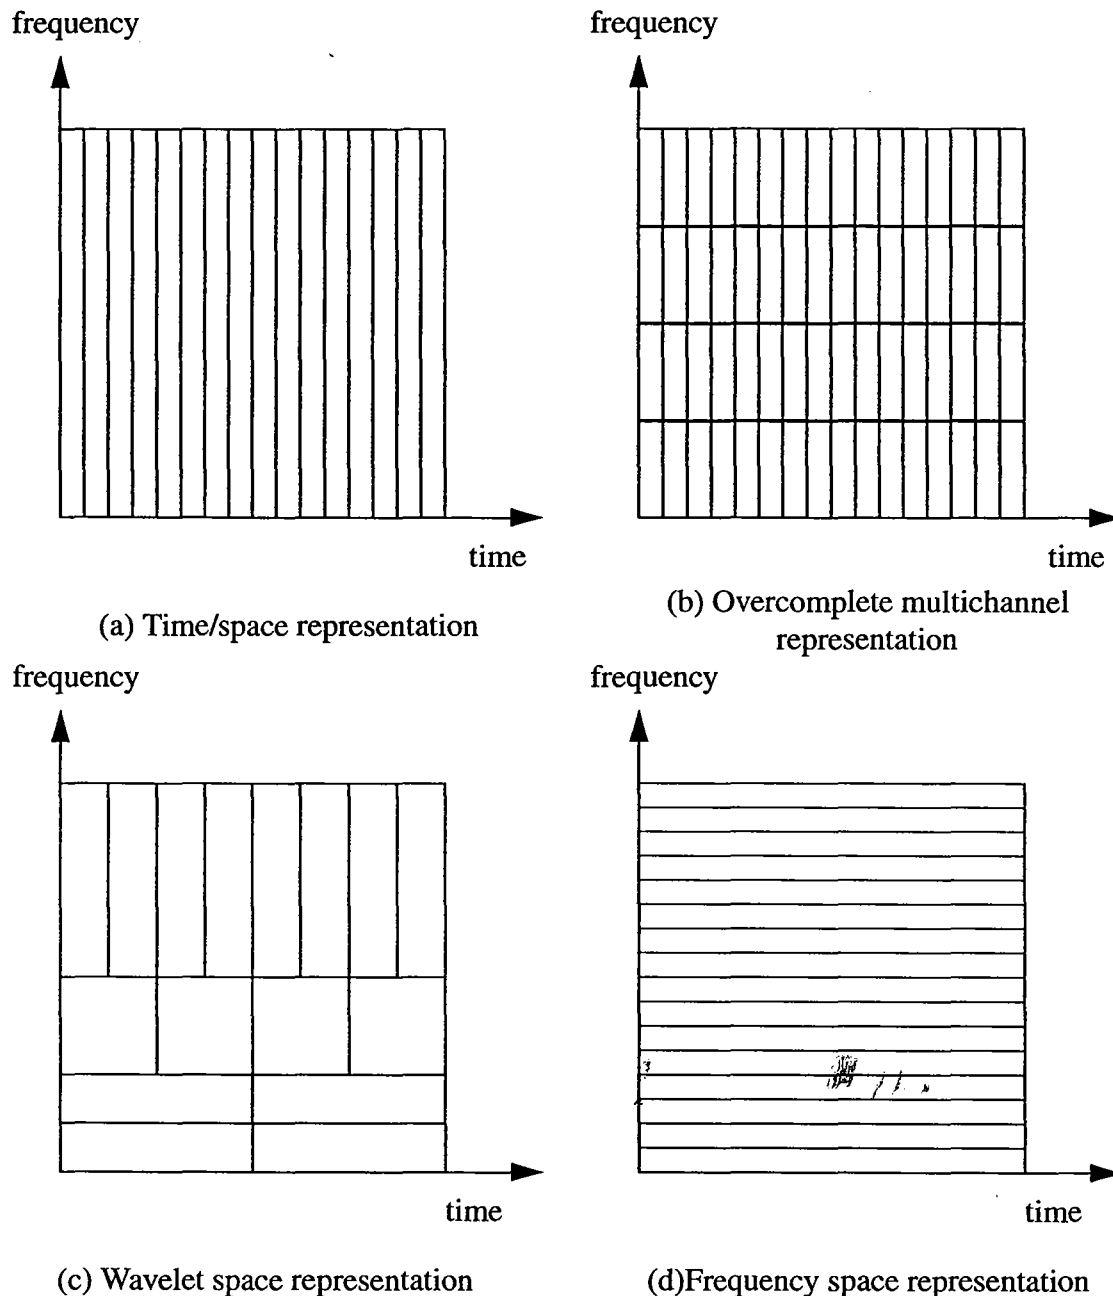 frequency
frequency
time
time
(a) Time/space representation
(b) Overcomplete multichannel
representation
frequency
frequency
time
time
(c) Wavelet space representation
(d)Frequency space representation